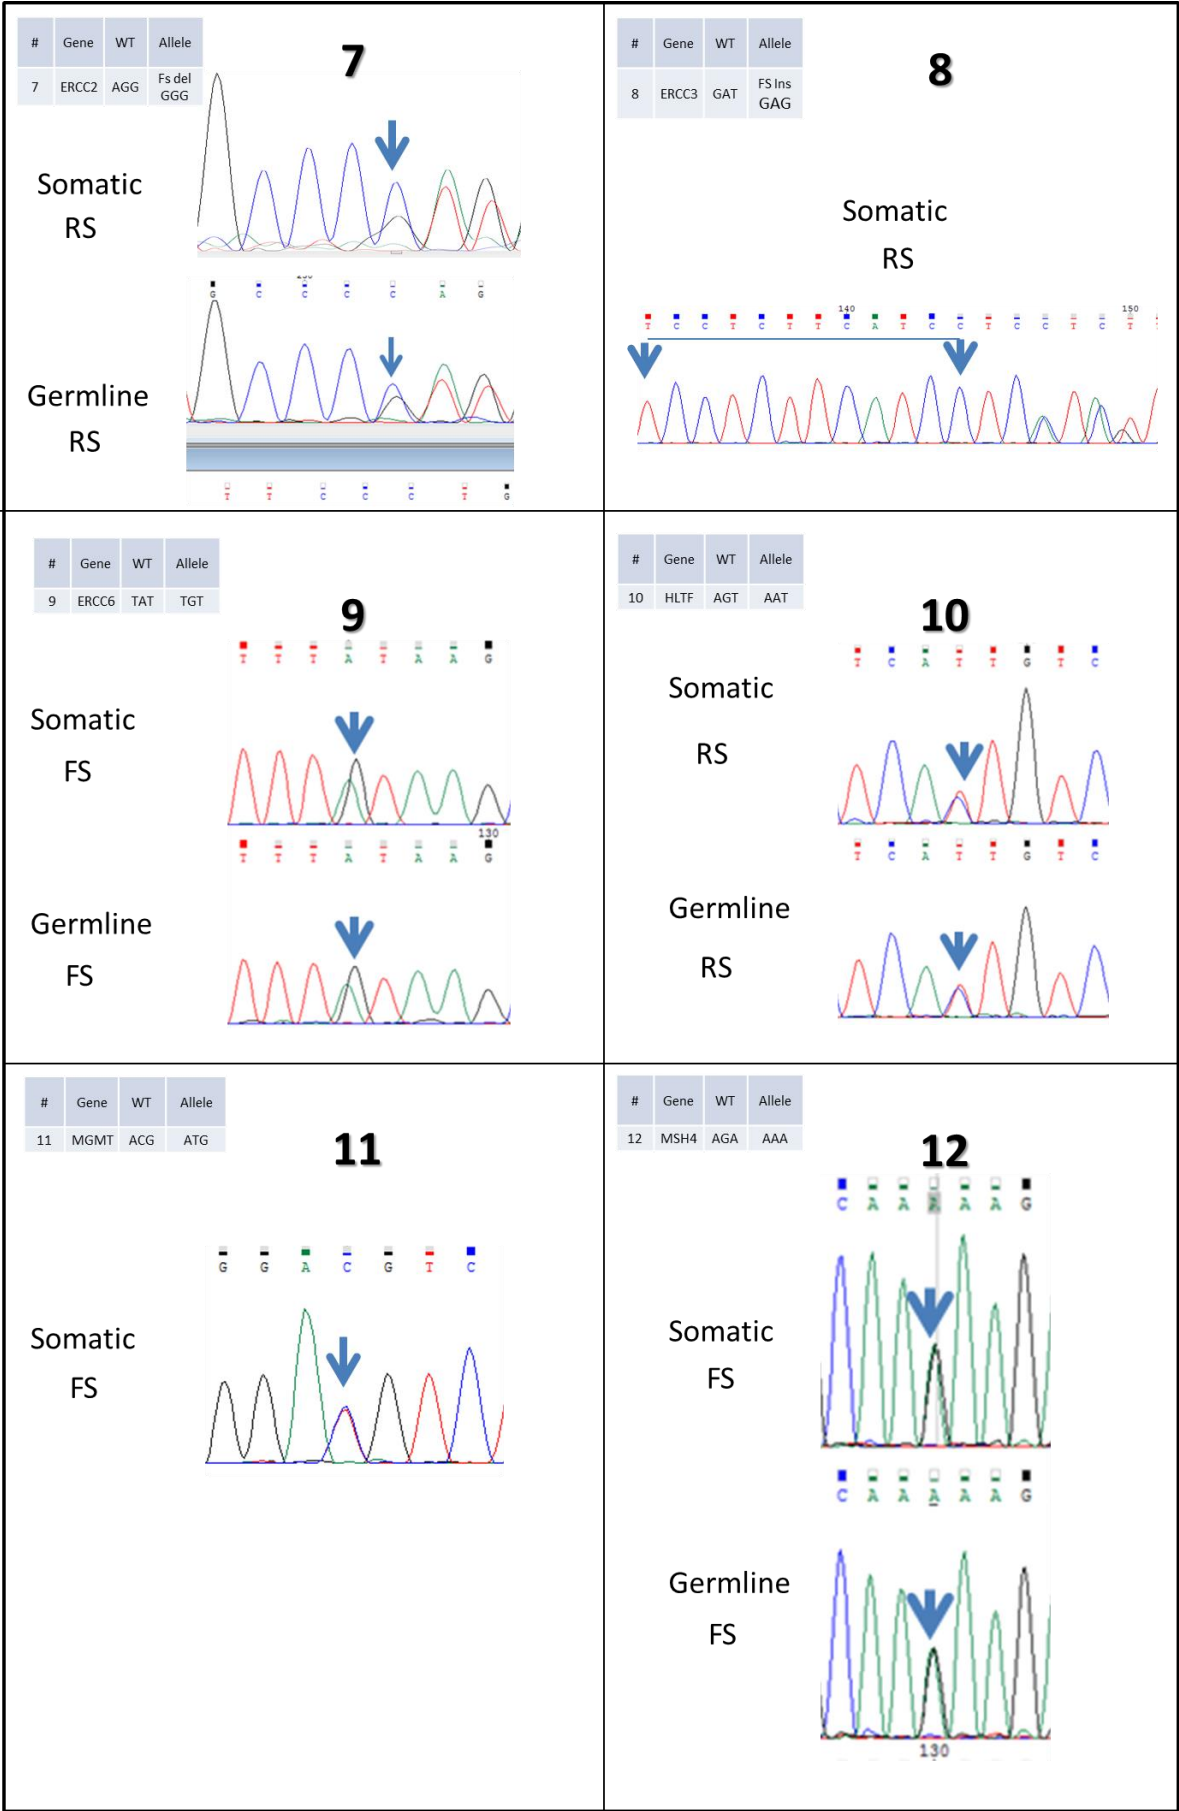 # Gene WT Allele
7 ERCC2 AGG Fs del GGG
7
Somatic
RS
G C C C C A G
Germline
RS
T T C C C T G
# Gene WT Allele
8 ERCC3 GAT FS Ins GAG
8
Somatic
RS
140 150
T C C T C T T C A T C C T C C T C T
# Gene WT Allele
9 ERCC6 TAT TGT
9
T T T A T A A G
Somatic
FS
130
T T T A T A A G
Germline
FS
# Gene WT Allele
10 HLTF AGT AAT
10
T C A T T G T C
Somatic
RS
T C A T T G T C
Germline
RS
# Gene WT Allele
11 MGMT ACG ATG
11
G G A C G T C
Somatic
FS
# Gene WT Allele
12 MSH4 AGA AAA
12
C A A A A A G
Somatic
FS
C A A A A A G
Germline
FS
130